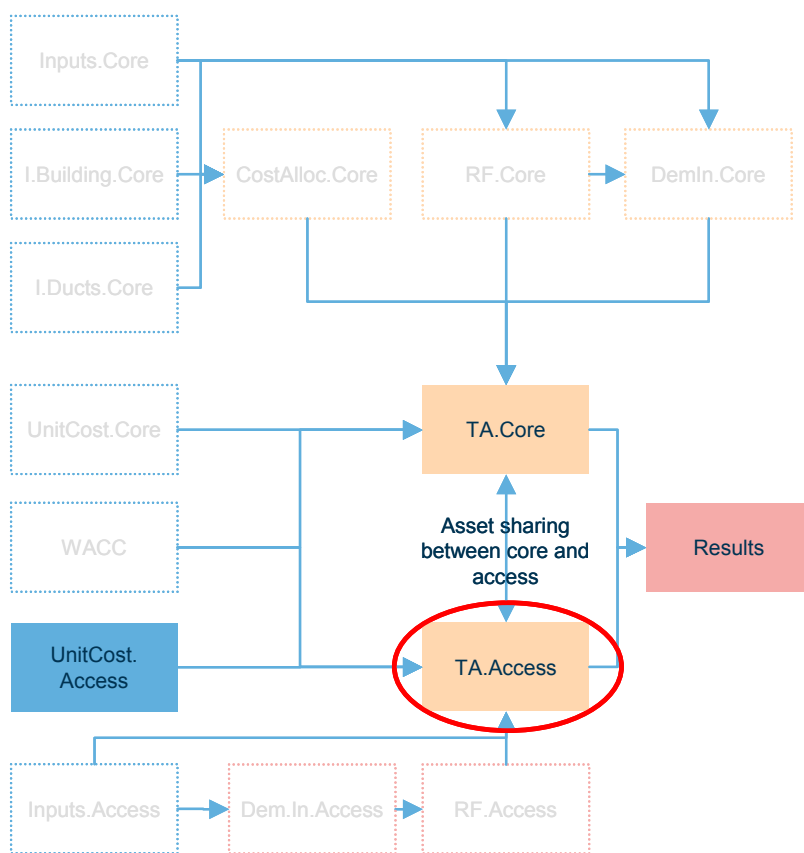 Inputs.Core
I.Building.Core
CostAlloc.Core
RF.Core
DemIn.Core
I.Ducts.Core
UnitCost.Core
TA.Core
WACC
Asset sharing
between core and
access
Results
UnitCost.
Access
TA.Access
Inputs.Access
Dem.In.Access
RF.Access